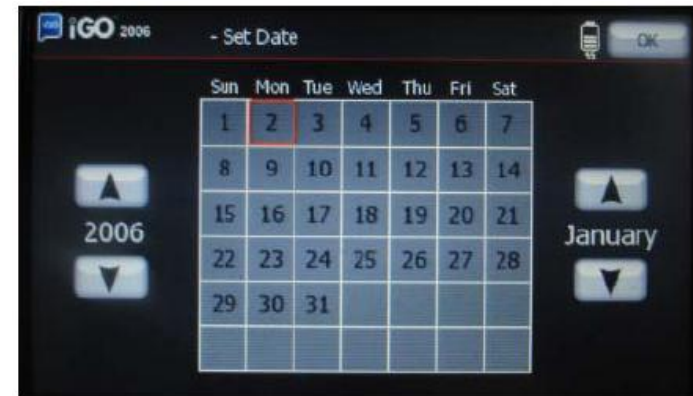 iGO 2006 - Set Date OK
Sun Mon Tue Wed Thu Fri Sat
1 2 3 4 5 6 7
8 9 10 11 12 13 14
15 16 17 18 19 20 21
2006
January
22 23 24 25 26 27 28
29 30 31